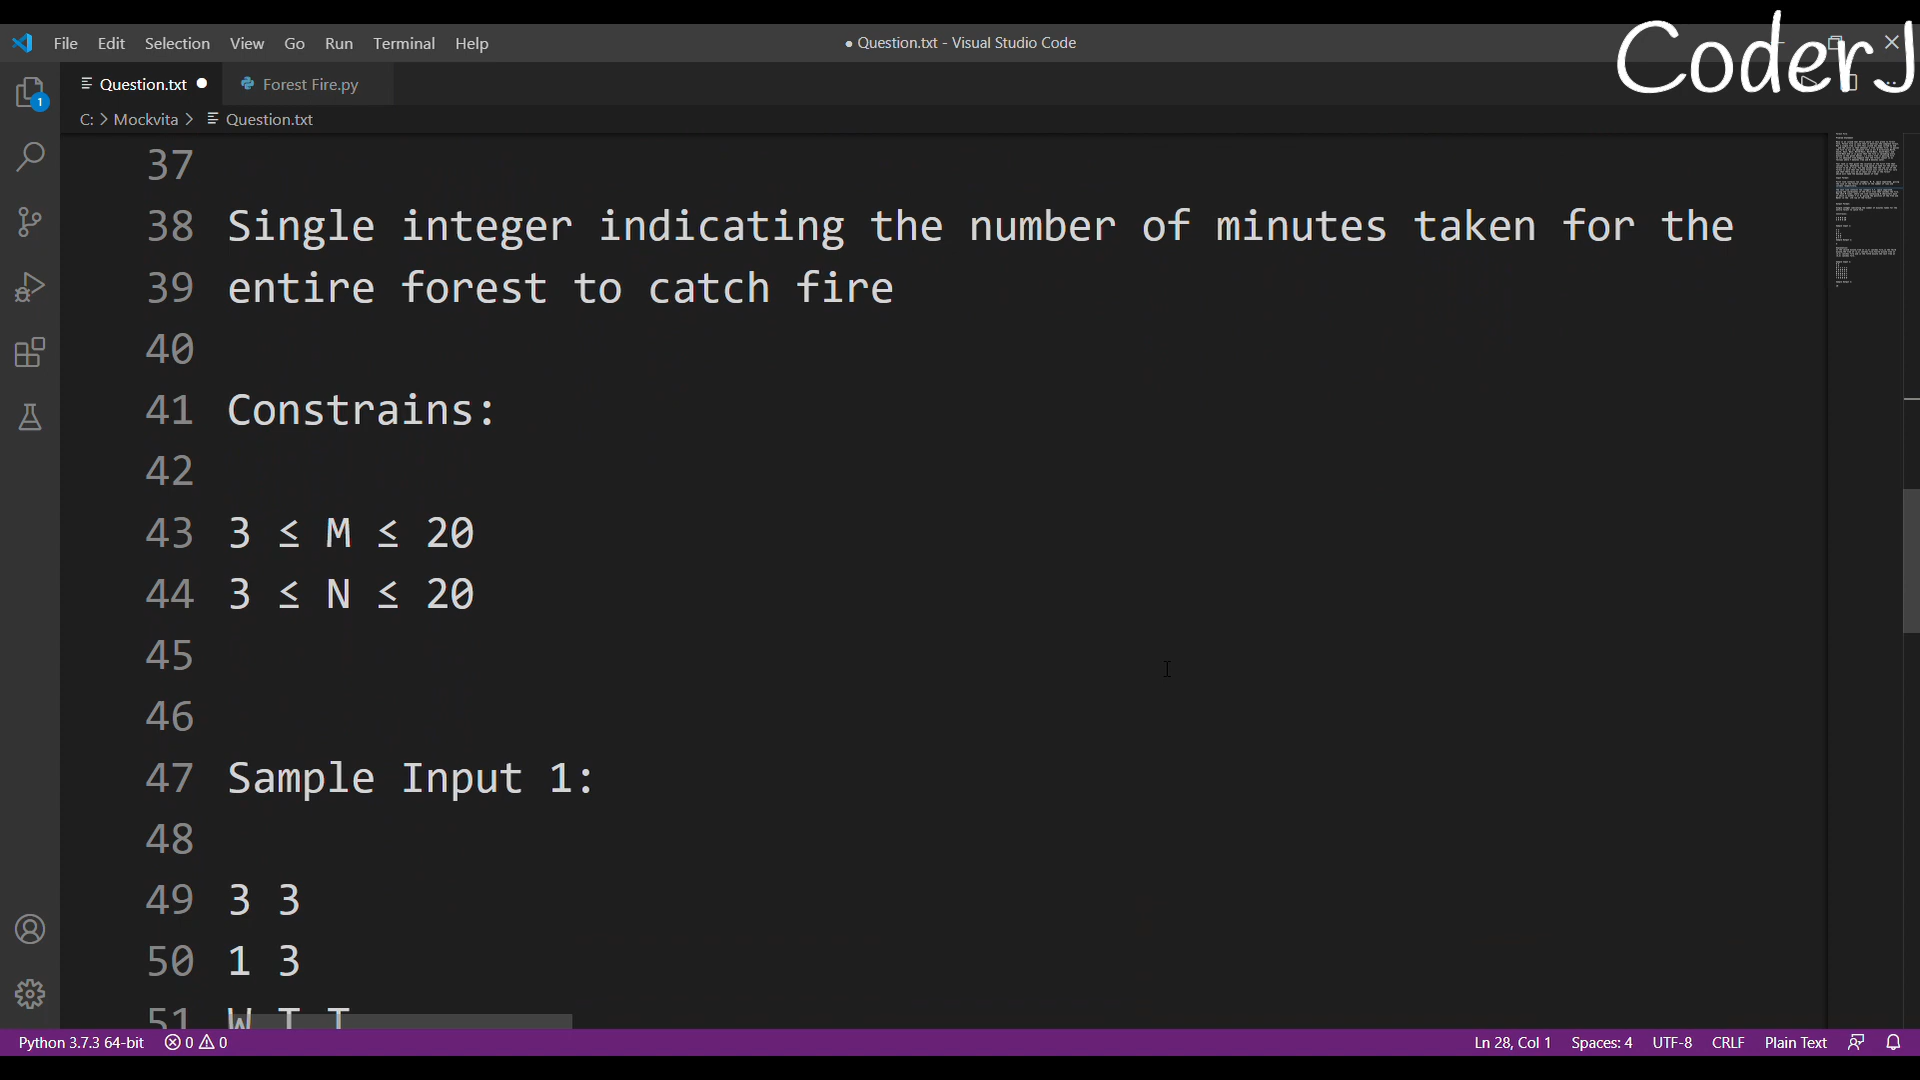 CoderJ
File Edit Selection View Go Run Terminal Help
● Question.txt - Visual Studio Code
Question.txt ● Forest Fire.py
C: > Mockvita > Question.txt
1
37
38 Single integer indicating the number of minutes taken for the
39 entire forest to catch fire
40
41 Constrains:
42
43 3 ≤ M ≤ 20
44 3 ≤ N ≤ 20
45
46
47 Sample Input 1:
48
49 3 3
50 1 3
51 W T T
Python 3.7.3 64-bit 0 0 Ln 28, Col 1 Spaces: 4 UTF-8 CRLF Plain Text